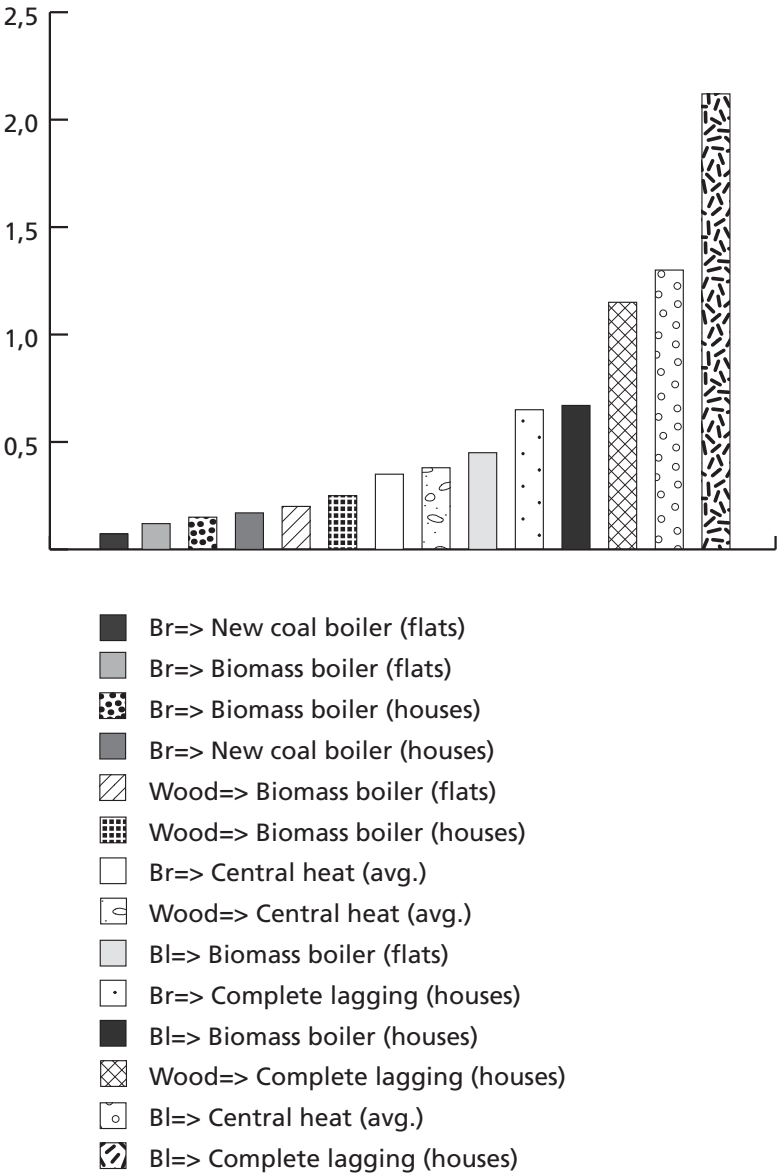 2,5
2,0
1,5
1,0
0,5
Br=> New coal boiler (flats)
Br=> Biomass boiler (flats)
Br=> Biomass boiler (houses)
Br=> New coal boiler (houses)
Wood=> Biomass boiler (flats)
Wood=> Biomass boiler (houses)
Br=> Central heat (avg.)
Wood=> Central heat (avg.)
Bl=> Biomass boiler (flats)
Br=> Complete lagging (houses)
Bl=> Biomass boiler (houses)
Wood=> Complete lagging (houses)
Bl=> Central heat (avg.)
Bl=> Complete lagging (houses)